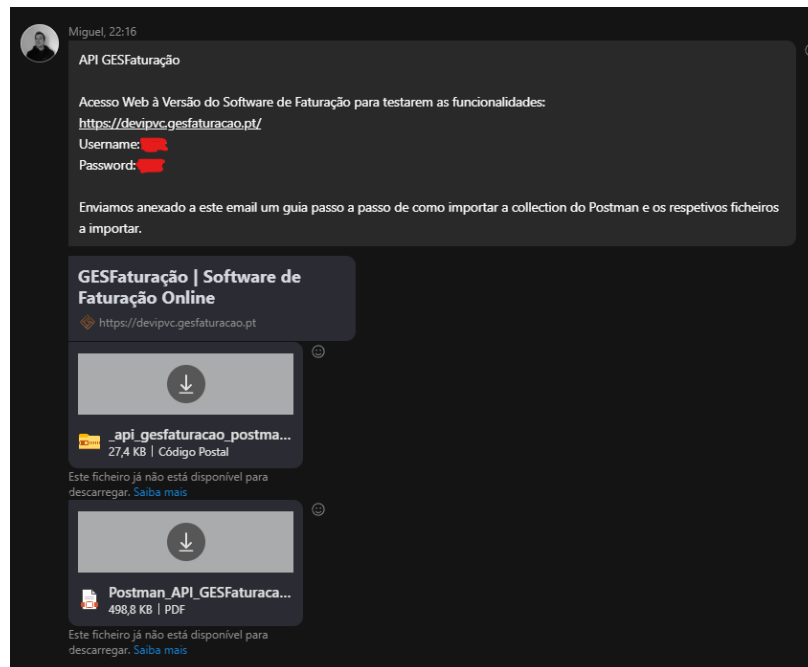 Miguel, 22:16
API GESFaturação
Acesso Web à Versão do Software de Faturação para testarem as funcionalidades:
https://devipvc.gesfaturacao.pt/
Username:
Password:
Enviamos anexado a este email um guia passo a passo de como importar a collection do Postman e os respetivos ficheiros
a importar.
GESFaturação | Software de
Faturação Online
https://devipvc.gesfaturacao.pt
_api_gesfaturacao_postma...
27,4 KB | Código Postal
Este ficheiro já não está disponível para
descarregar. Saiba mais
Postman_API_GESFaturaca...
498,8 KB | PDF
Este ficheiro já não está disponível para
descarregar. Saiba mais